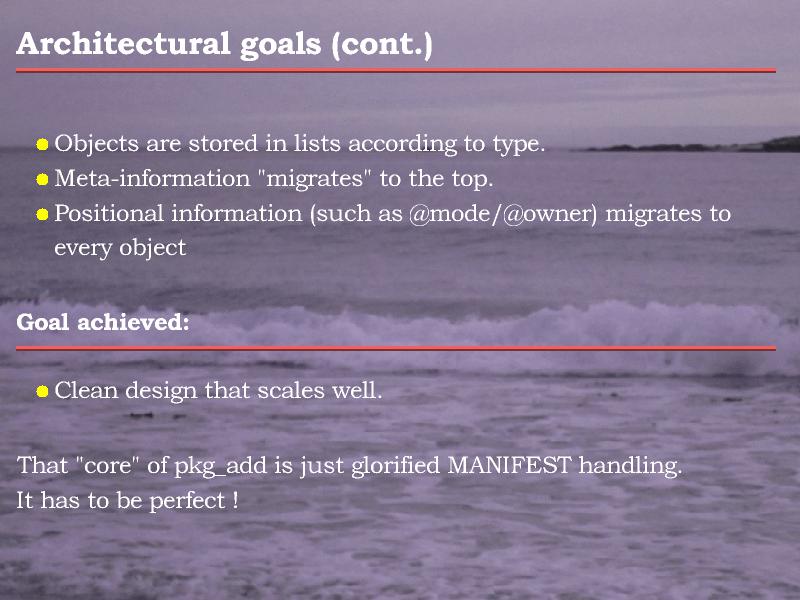 Architectural goals (cont.)
Objects are stored in lists according to type.
Meta-information "migrates" to the top.
Positional information (such as @mode/@owner) migrates to
every object
Goal achieved:
Clean design that scales well.
That "core" of pkg_add is just glorified MANIFEST handling.
It has to be perfect !